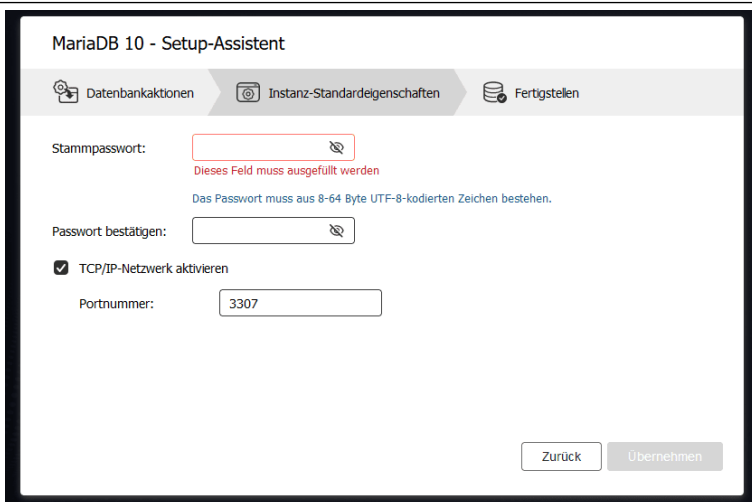 MariaDB 10 - Setup-Assistent
Datenbankaktionen
Instanz-Standardeigenschaften
Fertigstellen
Stammpasswort:
Dieses Feld muss ausgefüllt werden
Das Passwort muss aus 8-64 Byte UTF-8-kodierten Zeichen bestehen.
Passwort bestätigen:
TCP/IP-Netzwerk aktivieren
Portnummer: 3307
Zurück
Übernehmen